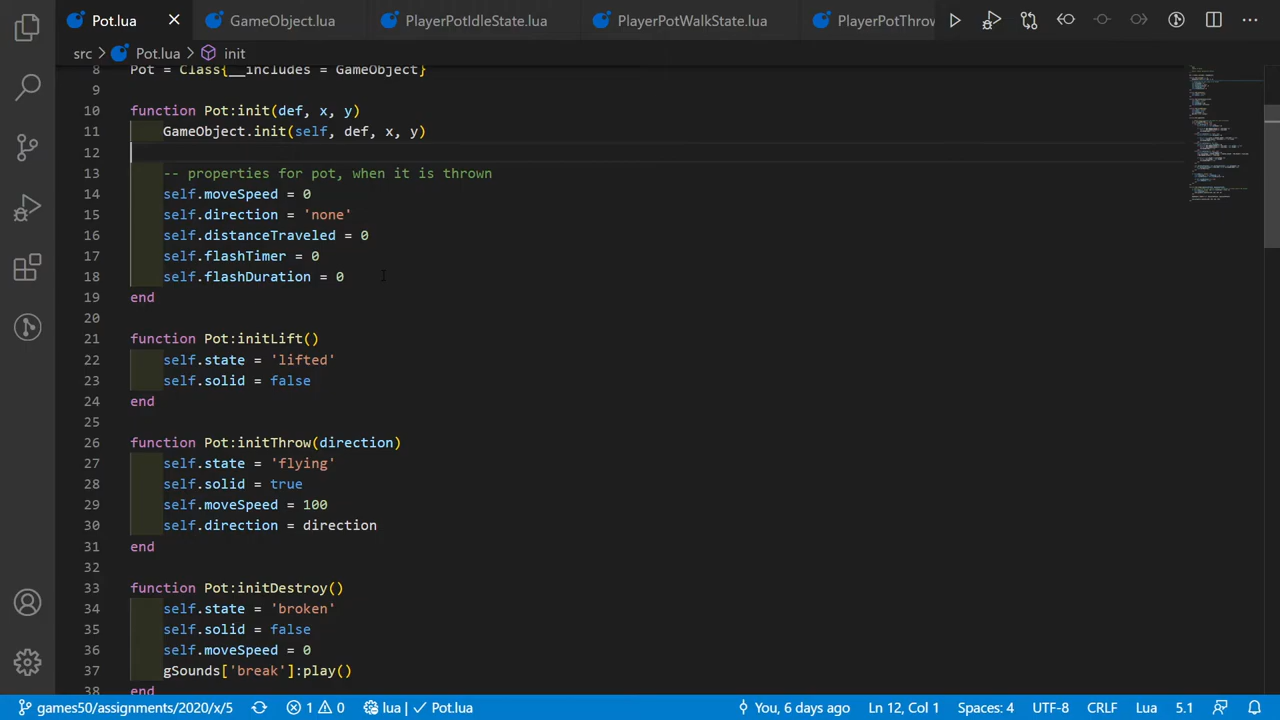 Pot.lua GameObject.lua PlayerPotIdleState.lua PlayerPotWalkState.lua PlayerPotThrow
src > Pot.lua > init
8 Pot = Class{__includes = GameObject}
9
10 function Pot:init(def, x, y)
11 GameObject.init(self, def, x, y)
12
13 -- properties for pot, when it is thrown
14 self.moveSpeed = 0
15 self.direction = 'none'
16 self.distanceTraveled = 0
17 self.flashTimer = 0
18 self.flashDuration = 0
19 end
20
21 function Pot:initLift()
22 self.state = 'lifted'
23 self.solid = false
24 end
25
26 function Pot:initThrow(direction)
27 self.state = 'flying'
28 self.solid = true
29 self.moveSpeed = 100
30 self.direction = direction
31 end
32
33 function Pot:initDestroy()
34 self.state = 'broken'
35 self.solid = false
36 self.moveSpeed = 0
37 gSounds['break']:play()
38 end
games50/assignments/2020/x/5 1 0 lua | ✓ Pot.lua You, 6 days ago Ln 12, Col 1 Spaces: 4 UTF-8 CRLF Lua 5.1